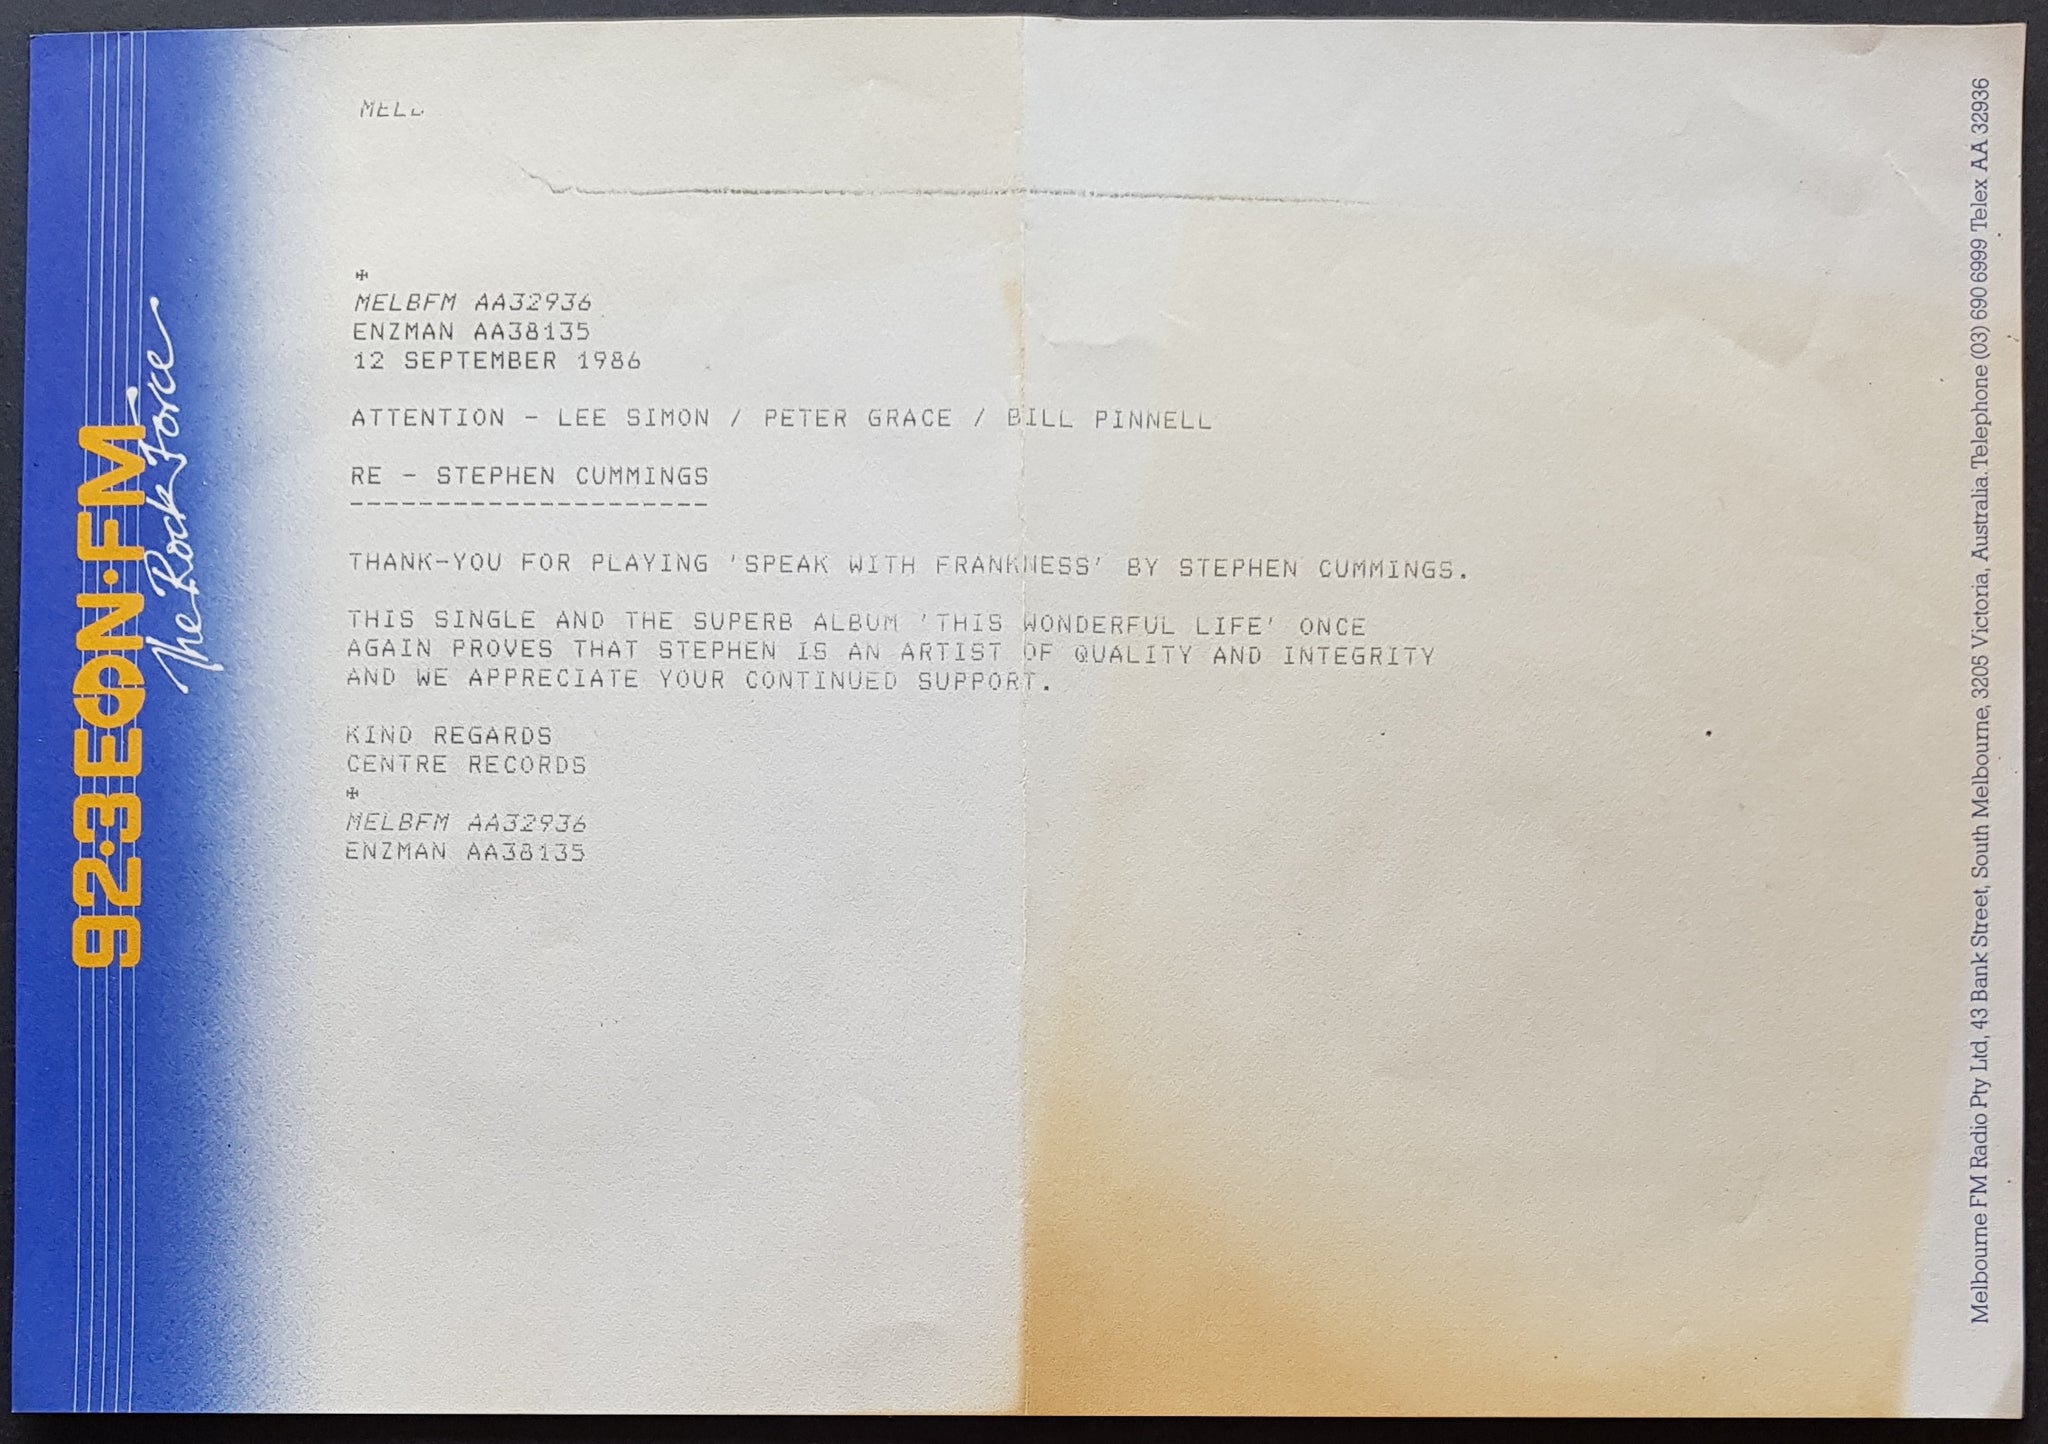 92·3EON·FM
The Rock Force
✠
MELBFM AA32936
ENZMAN AA38135
12 SEPTEMBER 1986
ATTENTION - LEE SIMON / PETER GRACE / BILL PINNELL
RE - STEPHEN CUMMINGS
---------------------
THANK-YOU FOR PLAYING 'SPEAK WITH FRANKNESS' BY STEPHEN CUMMINGS.
THIS SINGLE AND THE SUPERB ALBUM 'THIS WONDERFUL LIFE' ONCE
AGAIN PROVES THAT STEPHEN IS AN ARTIST OF QUALITY AND INTEGRITY
AND WE APPRECIATE YOUR CONTINUED SUPPORT.
KIND REGARDS
CENTRE RECORDS
✠
MELBFM AA32936
ENZMAN AA38135
Melbourne FM Radio Pty Ltd, 43 Bank Street, South Melbourne, 3205 Victoria, Australia. Telephone (03) 690 6999 Telex AA 32936